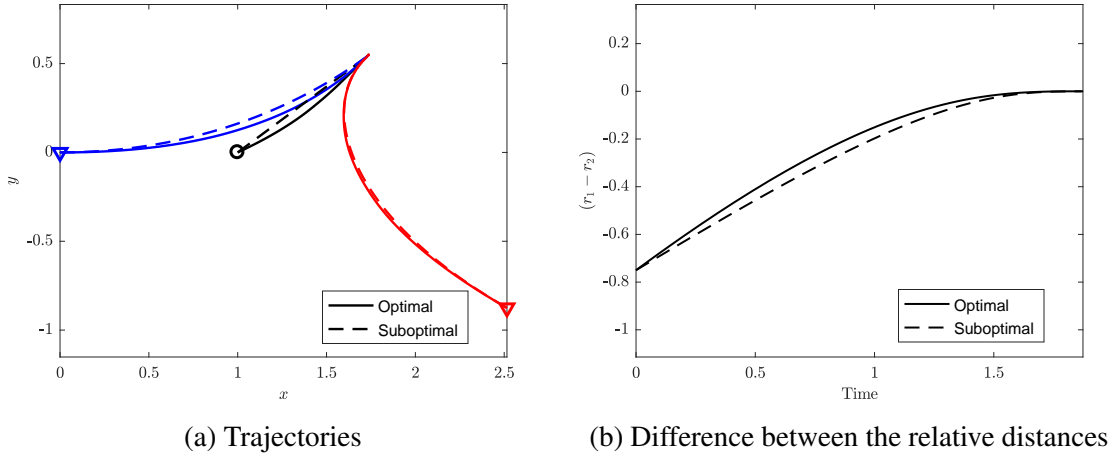 0.5
0
-0.5
-1
y
0
0.5
1
1.5
2
2.5
x
Optimal
Suboptimal
(a) Trajectories
0.2
0
-0.2
-0.4
-0.6
-0.8
-1
(r₁ − r₂)
0
0.5
1
1.5
Time
Optimal
Suboptimal
(b) Difference between the relative distances